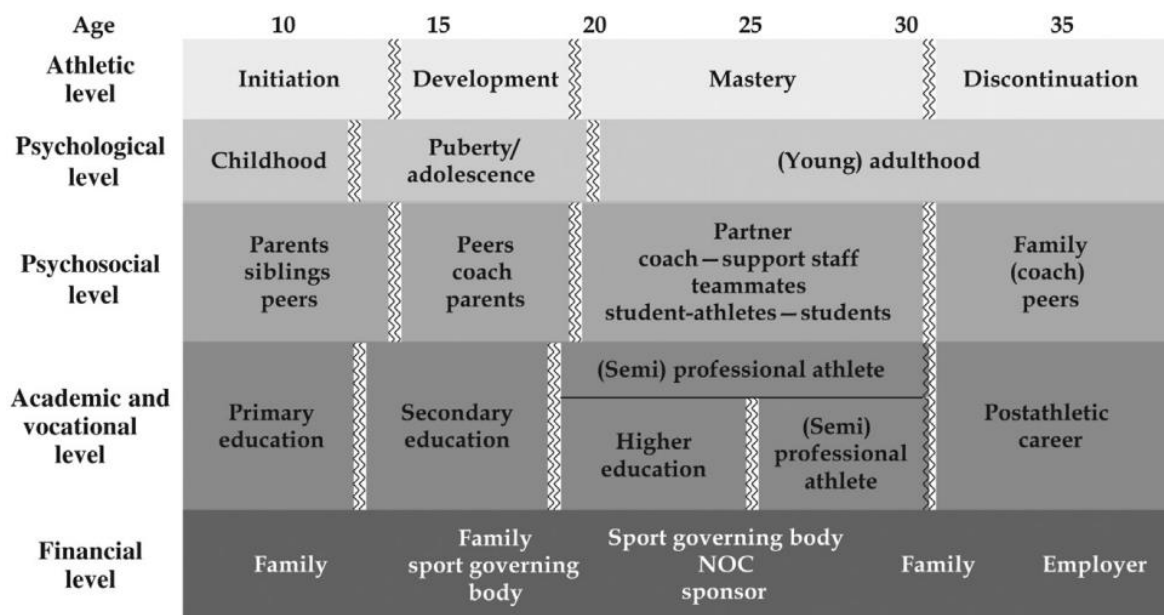 Age 10 15 20 25 30 35
Athletic
level
Initiation
Development
Mastery
Discontinuation
Psychological
level
Childhood
Puberty/
adolescence
(Young) adulthood
Psychosocial
level
Parents
siblings
peers
Peers
coach
parents
Partner
coach—support staff
teammates
student-athletes—students
Family
(coach)
peers
Academic and
vocational
level
Primary
education
Secondary
education
(Semi) professional athlete
Higher
education
(Semi)
professional
athlete
Postathletic
career
Financial
level
Family
Family
sport governing
body
Sport governing body
NOC
sponsor
Family
Employer